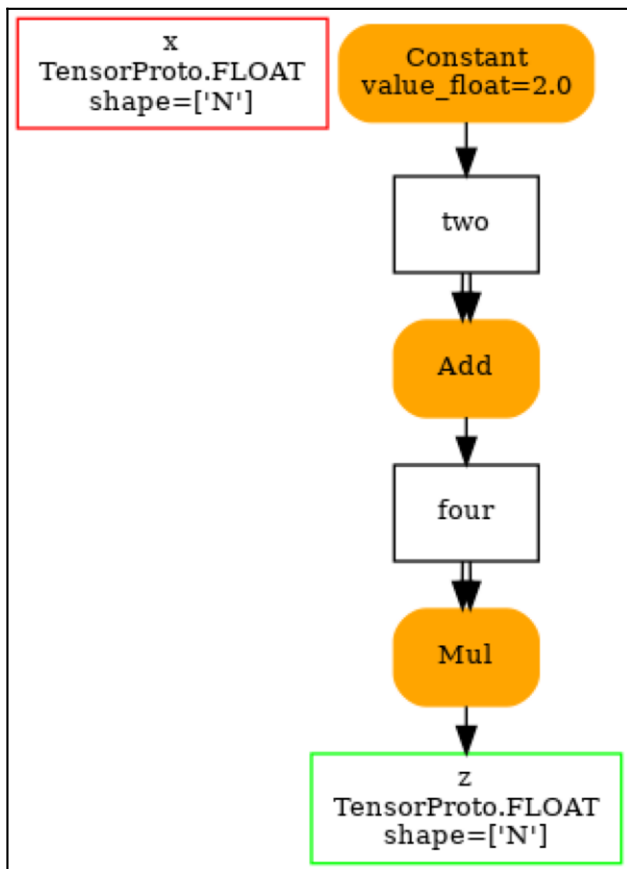 x
TensorProto.FLOAT
shape=['N']
Constant
value_float=2.0
two
Add
four
Mul
z
TensorProto.FLOAT
shape=['N']